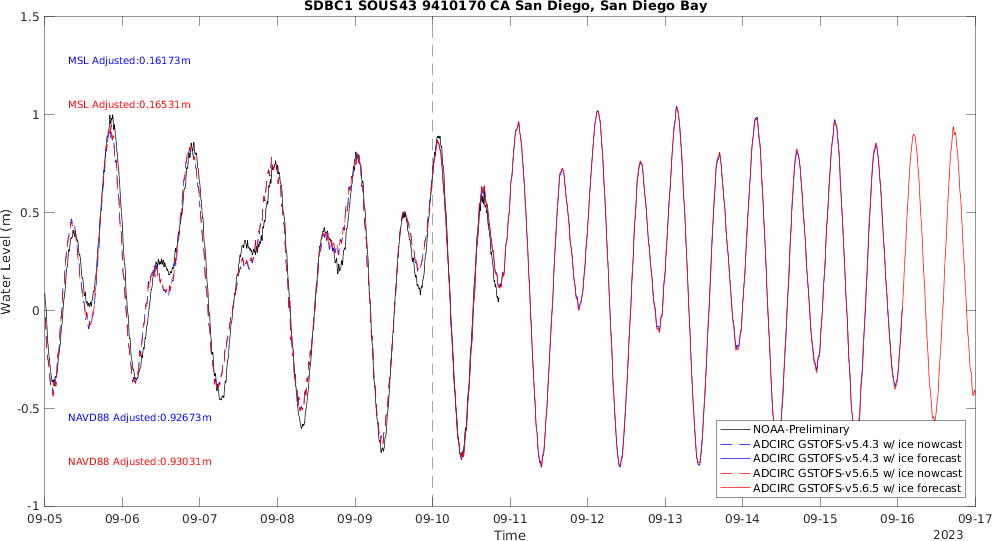 SDBC1 SOUS43 9410170 CA San Diego, San Diego Bay
1.5
MSL Adjusted:0.16173m
MSL Adjusted:0.16531m
1
0.5
Water Level (m)
0
-0.5
NAVD88 Adjusted:0.92673m
NAVD88 Adjusted:0.93031m
-1
NOAA-Preliminary
ADCIRC GSTOFS-v5.4.3 w/ ice nowcast
ADCIRC GSTOFS-v5.4.3 w/ ice forecast
ADCIRC GSTOFS-v5.6.5 w/ ice nowcast
ADCIRC GSTOFS-v5.6.5 w/ ice forecast
09-05 09-06 09-07 09-08 09-09 09-10 09-11 09-12 09-13 09-14 09-15 09-16 09-17
Time
2023